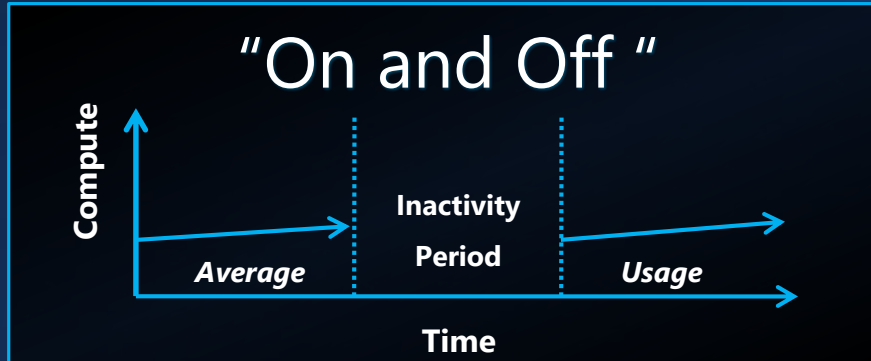 “On and Off “
Compute
Inactivity
Period
Average
Usage
Time